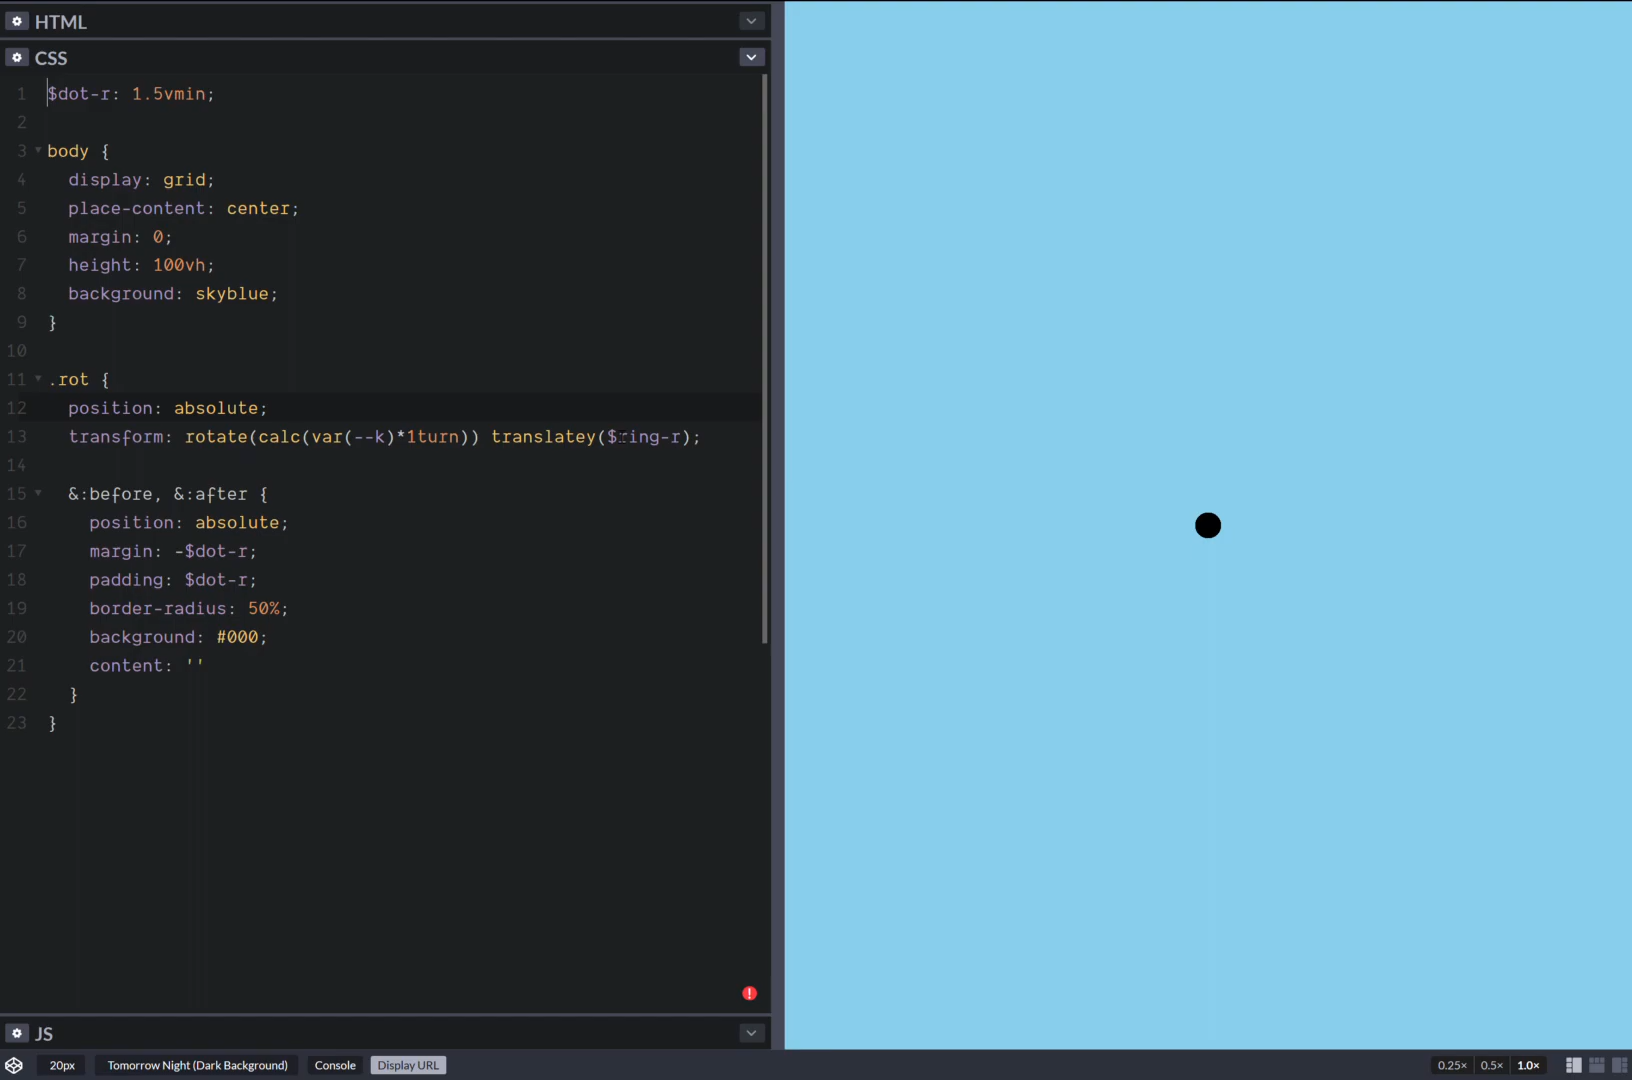 HTML
CSS
1 $dot-r: 1.5vmin;
2
3 body {
4 display: grid;
5 place-content: center;
6 margin: 0;
7 height: 100vh;
8 background: skyblue;
9 }
10
11 .rot {
12 position: absolute;
13 transform: rotate(calc(var(--k)*1turn)) translatey($ring-r);
14
15 &:before, &:after {
16 position: absolute;
17 margin: -$dot-r;
18 padding: $dot-r;
19 border-radius: 50%;
20 background: #000;
21 content: ''
22 }
23 }
JS
20px Tomorrow Night (Dark Background) Console Display URL 0.25× 0.5× 1.0×